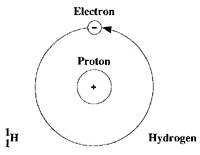 Electron
−
Proton
+
1
1H
Hydrogen